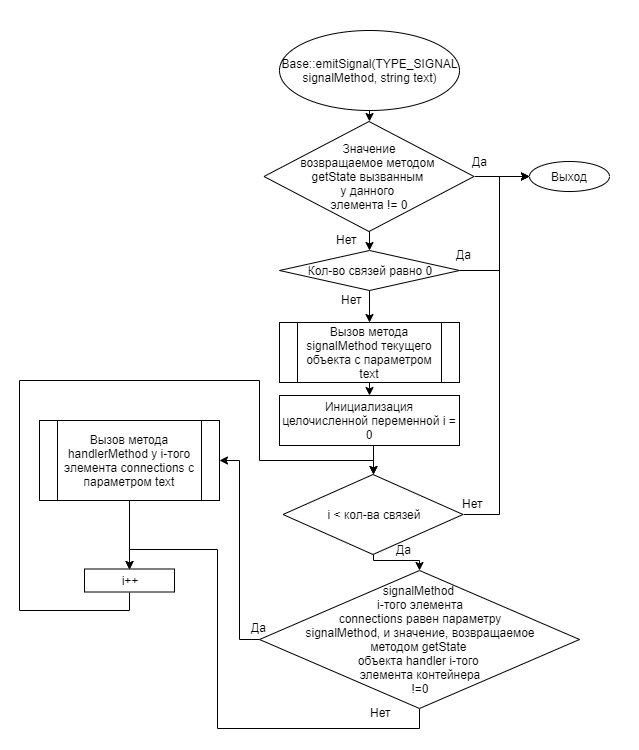 Base::emitSignal(TYPE_SIGNAL
signalMethod, string text)
Значение
возвращаемое методом
getState вызванным
у данного
элемента != 0
Да
Выход
Нет
Кол-во связей равно 0
Да
Нет
Вызов метода
signalMethod текущего
объекта с параметром
text
Инициализация
целочисленной переменной i =
0
Вызов метода
handlerMethod у i-того
элемента connections с
параметром text
i < кол-ва связей
Нет
Да
i++
signalMethod
i-того элемента
connections равен параметру
signalMethod, и значение, возвращаемое
методом getState
объекта handler i-того
элемента контейнера
!=0
Да
Нет